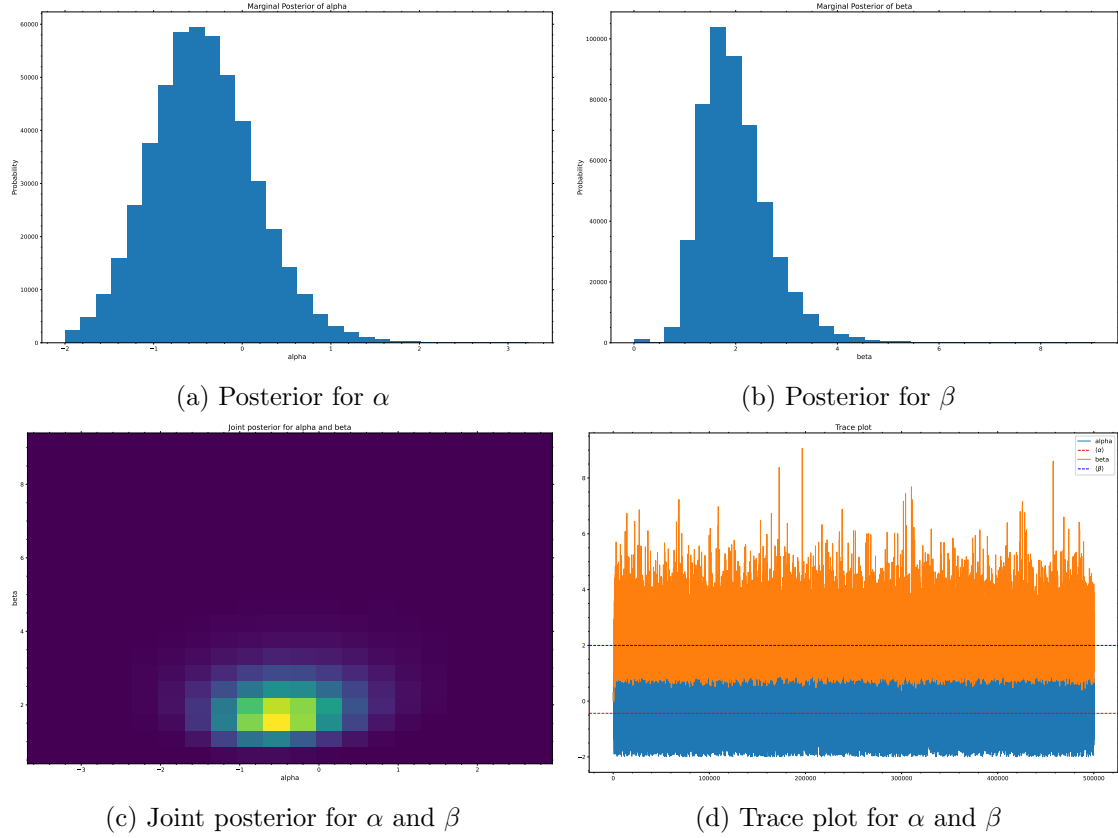 Marginal Posterior of alpha
60000
50000
40000
30000
20000
10000
0
Probability
−2 −1 0 1 2 3
alpha
(a) Posterior for α
Marginal Posterior of beta
100000
80000
60000
40000
20000
0
Probability
0 2 4 6 8
beta
(b) Posterior for β
Joint posterior for alpha and beta
8
6
4
2
beta
−3 −2 −1 0 1 2
alpha
(c) Joint posterior for α and β
Trace plot
alpha
⟨α⟩
beta
⟨β⟩
8
6
4
2
0
−2
0 100000 200000 300000 400000 500000
(d) Trace plot for α and β